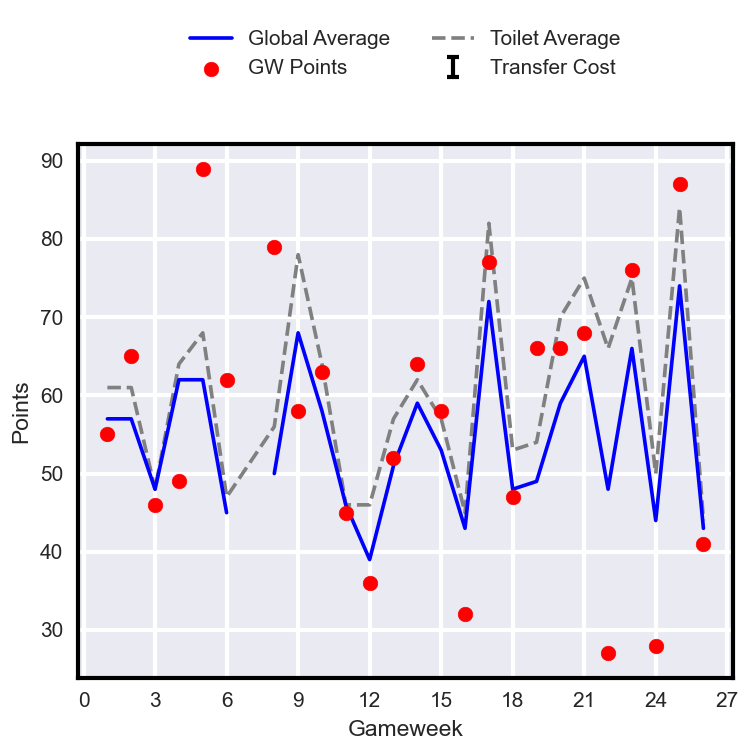 Global Average
Toilet Average
GW Points
Transfer Cost
90
80
70
60
50
40
30
Points
0 3 6 9 12 15 18 21 24 27
Gameweek